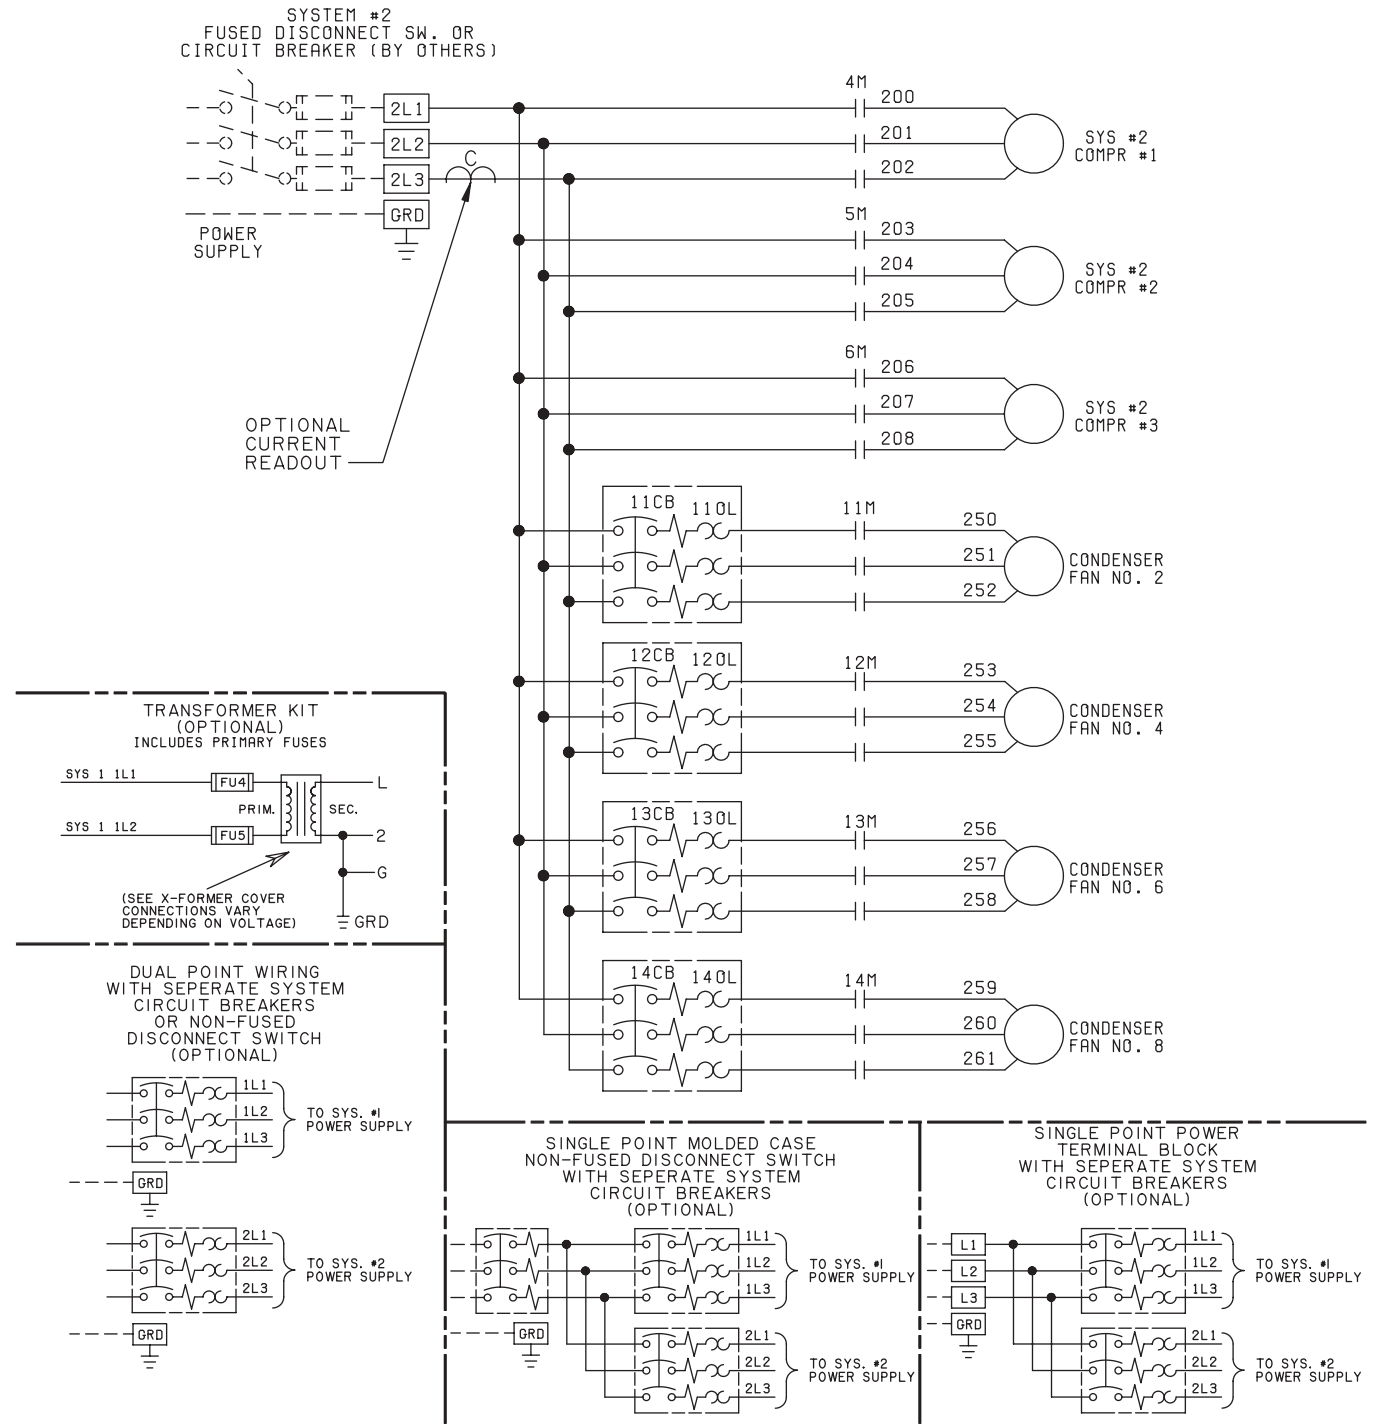 SYSTEM #2
FUSED DISCONNECT SW. OR
CIRCUIT BREAKER (BY OTHERS)
2L1
2L2
2L3
GRD
POWER
SUPPLY
C
OPTIONAL
CURRENT
READOUT
4M
200
201
202
SYS #2
COMPR #1
5M
203
204
205
SYS #2
COMPR #2
6M
206
207
208
SYS #2
COMPR #3
11CB 11OL
11M
250
251
252
CONDENSER
FAN NO. 2
12CB 12OL
12M
253
254
255
CONDENSER
FAN NO. 4
13CB 13OL
13M
256
257
258
CONDENSER
FAN NO. 6
14CB 14OL
14M
259
260
261
CONDENSER
FAN NO. 8
TRANSFORMER KIT
(OPTIONAL)
INCLUDES PRIMARY FUSES
SYS 1 1L1
FU4
L
PRIM.
SEC.
SYS 1 1L2
FU5
2
G
GRD
(SEE X-FORMER COVER
CONNECTIONS VARY
DEPENDING ON VOLTAGE)
DUAL POINT WIRING
WITH SEPERATE SYSTEM
CIRCUIT BREAKERS
OR NON-FUSED
DISCONNECT SWITCH
(OPTIONAL)
1L1
1L2
1L3
TO SYS. #1
POWER SUPPLY
GRD
2L1
2L2
2L3
TO SYS. #2
POWER SUPPLY
GRD
SINGLE POINT MOLDED CASE
NON-FUSED DISCONNECT SWITCH
WITH SEPERATE SYSTEM
CIRCUIT BREAKERS
(OPTIONAL)
1L1
1L2
1L3
TO SYS. #1
POWER SUPPLY
GRD
2L1
2L2
2L3
TO SYS. #2
POWER SUPPLY
SINGLE POINT POWER
TERMINAL BLOCK
WITH SEPERATE SYSTEM
CIRCUIT BREAKERS
(OPTIONAL)
L1
L2
L3
GRD
1L1
1L2
1L3
TO SYS. #1
POWER SUPPLY
2L1
2L2
2L3
TO SYS. #2
POWER SUPPLY